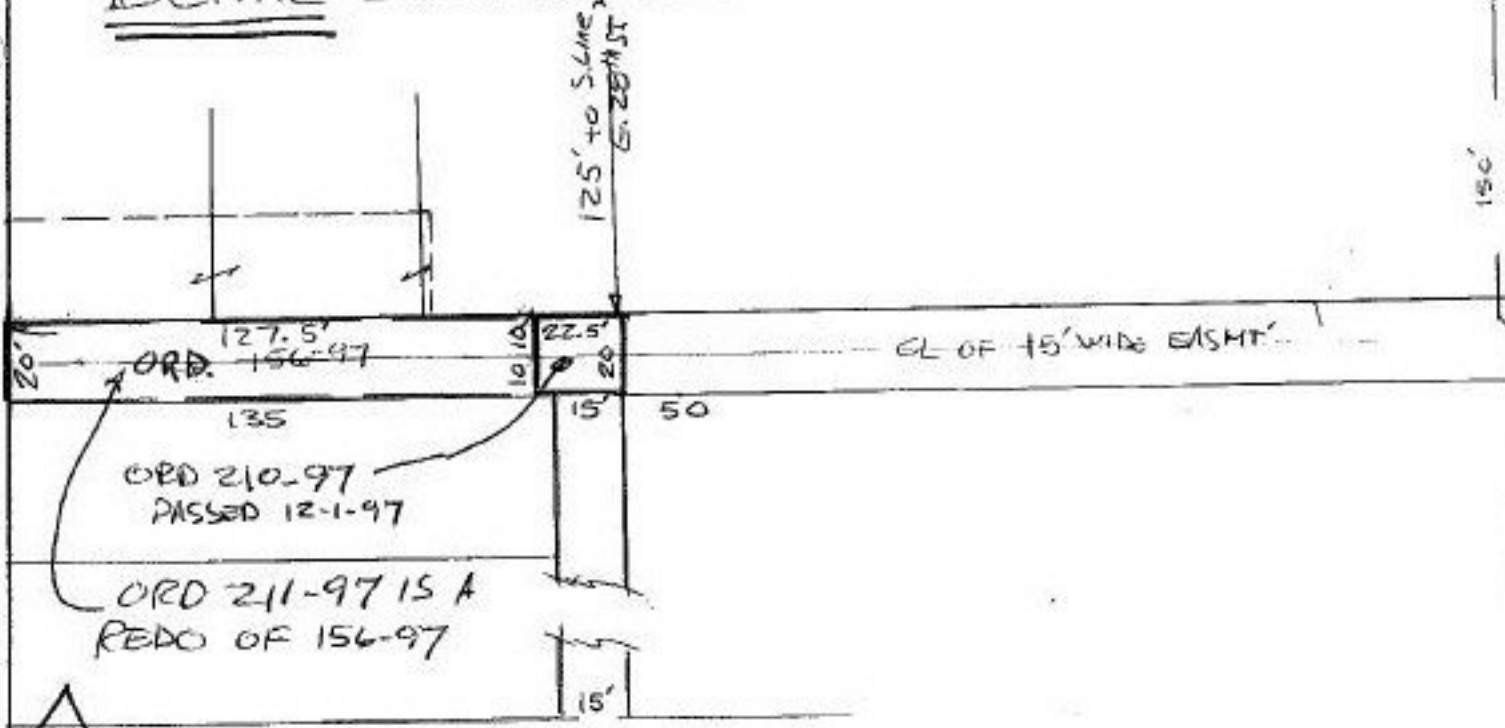 125' to S. LINE
E. 28TH ST
150'
127.5'
20'
ORD. 156-97
10
10
22.5'
20
CL OF 15' WIDE EASMT'
135
15'
50
ORD 210-97
PASSED 12-1-97
ORD 211-97 IS A
REDO OF 156-97
15'